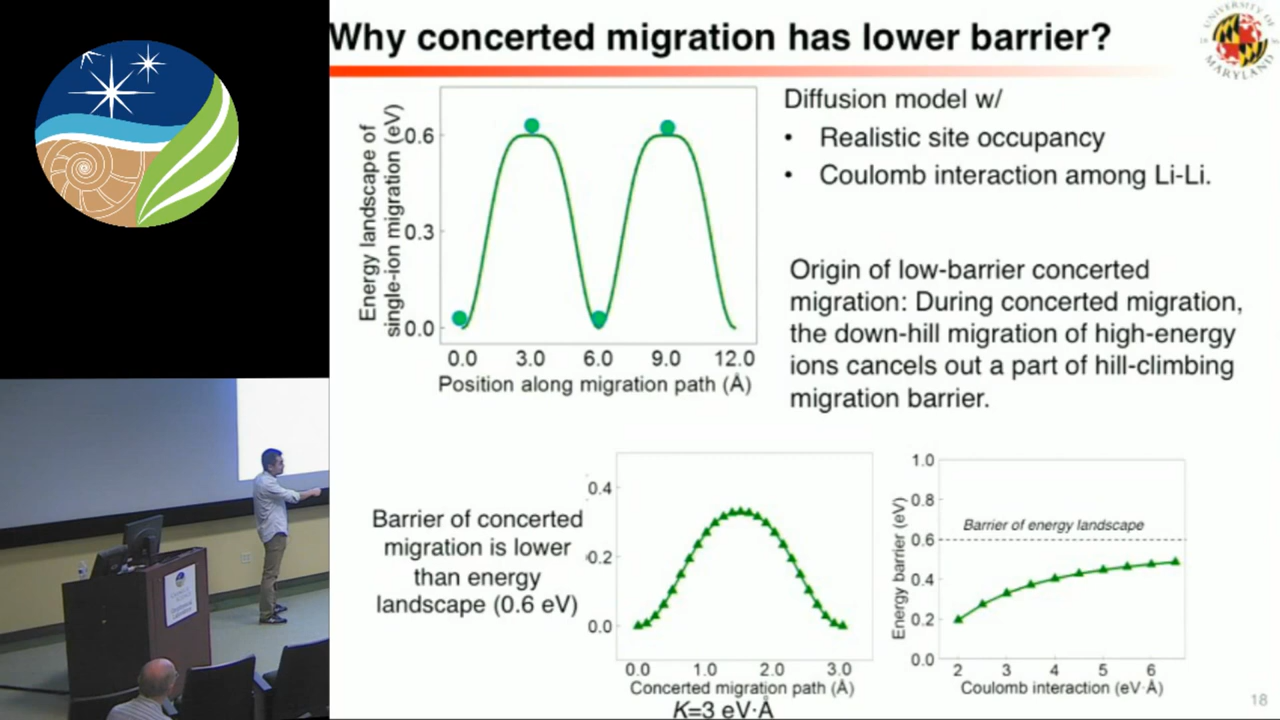 Why concerted migration has lower barrier?
UNIVERSITY OF
MARYLAND
Energy landscape of
single-ion migration (eV)
0.6
0.3
0.0
0.0 3.0 6.0 9.0 12.0
Position along migration path (Å)
Diffusion model w/
• Realistic site occupancy
• Coulomb interaction among Li-Li.
Origin of low-barrier concerted
migration: During concerted migration,
the down-hill migration of high-energy
ions cancels out a part of hill-climbing
migration barrier.
Barrier of concerted
migration is lower
than energy
landscape (0.6 eV)
0.4
0.2
0.0
0.0 1.0 2.0 3.0
Concerted migration path (Å)
K=3 eV·Å
Energy barrier (eV)
1.0
0.8
0.6
0.4
0.2
0.0
Barrier of energy landscape
2 3 4 5 6
Coulomb interaction (eV·Å)
18